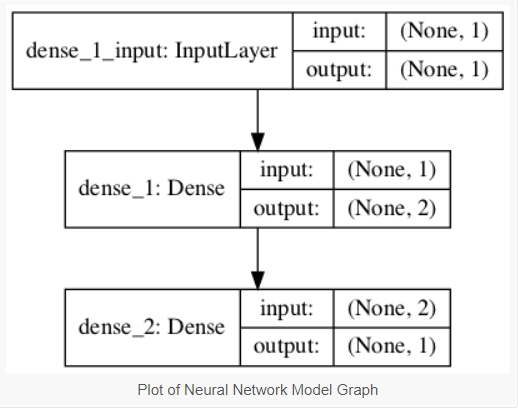 dense_1_input: InputLayer
input: (None, 1)
output: (None, 1)
dense_1: Dense
input: (None, 1)
output: (None, 2)
dense_2: Dense
input: (None, 2)
output: (None, 1)
Plot of Neural Network Model Graph